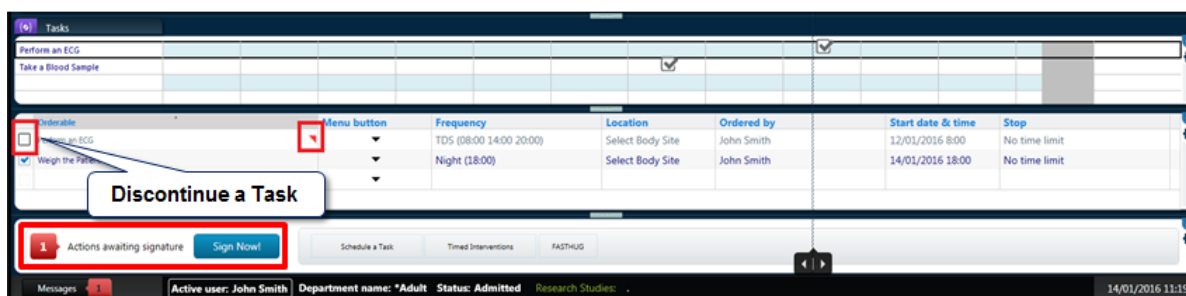 Tasks
Perform an ECG
Take a Blood Sample
Orderable Menu button Frequency Location Ordered by Start date & time Stop
Perform an ECG TDS (08:00 14:00 20:00) Select Body Site John Smith 12/01/2016 8:00 No time limit
Weigh the Night (18:00) Select Body Site John Smith 14/01/2016 18:00 No time limit
Discontinue a Task
1 Actions awaiting signature Sign Now! Schedule a Task Timed Interventions FASTHUG
Messages 1 Active user: John Smith Department name: *Adult Status: Admitted Research Studies: . 14/01/2016 11:19